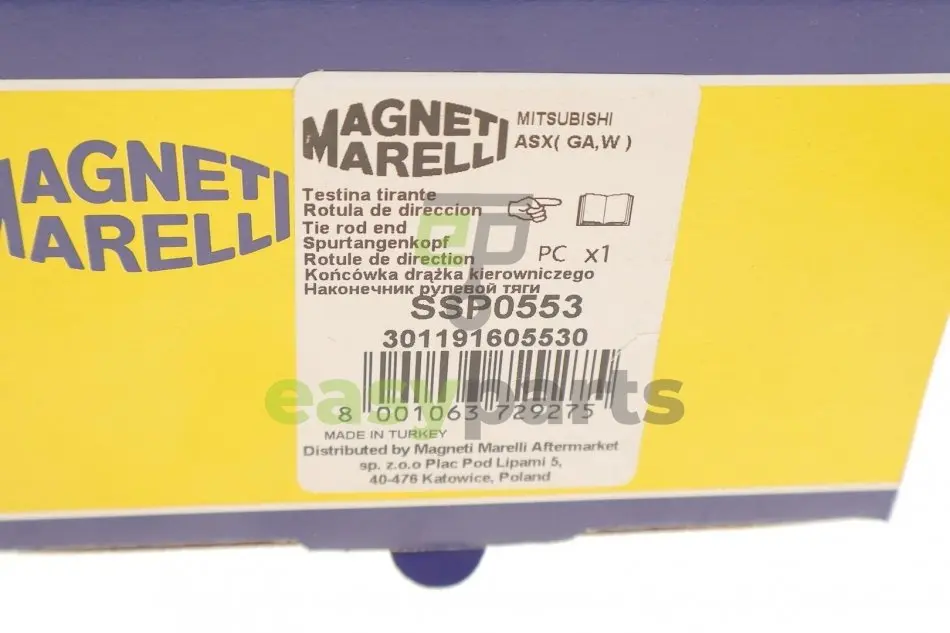 MAGNETI
MARELLI
MAGNETI
MARELLI
MITSUBISHI
ASX( GA,W )
Testina tirante
Rotula de direccion
Tie rod end
Spurtangenkopf
Rotule de direction
Końcówka drążka kierowniczego
Наконечник рулевой тяги
PC x1
SSP0553
301191605530
8 001063 729275
easyparts
MADE IN TURKEY
Distributed by Magneti Marelli Aftermarket
sp. z.o.o Plac Pod Lipami 5,
40-476 Katowice, Poland